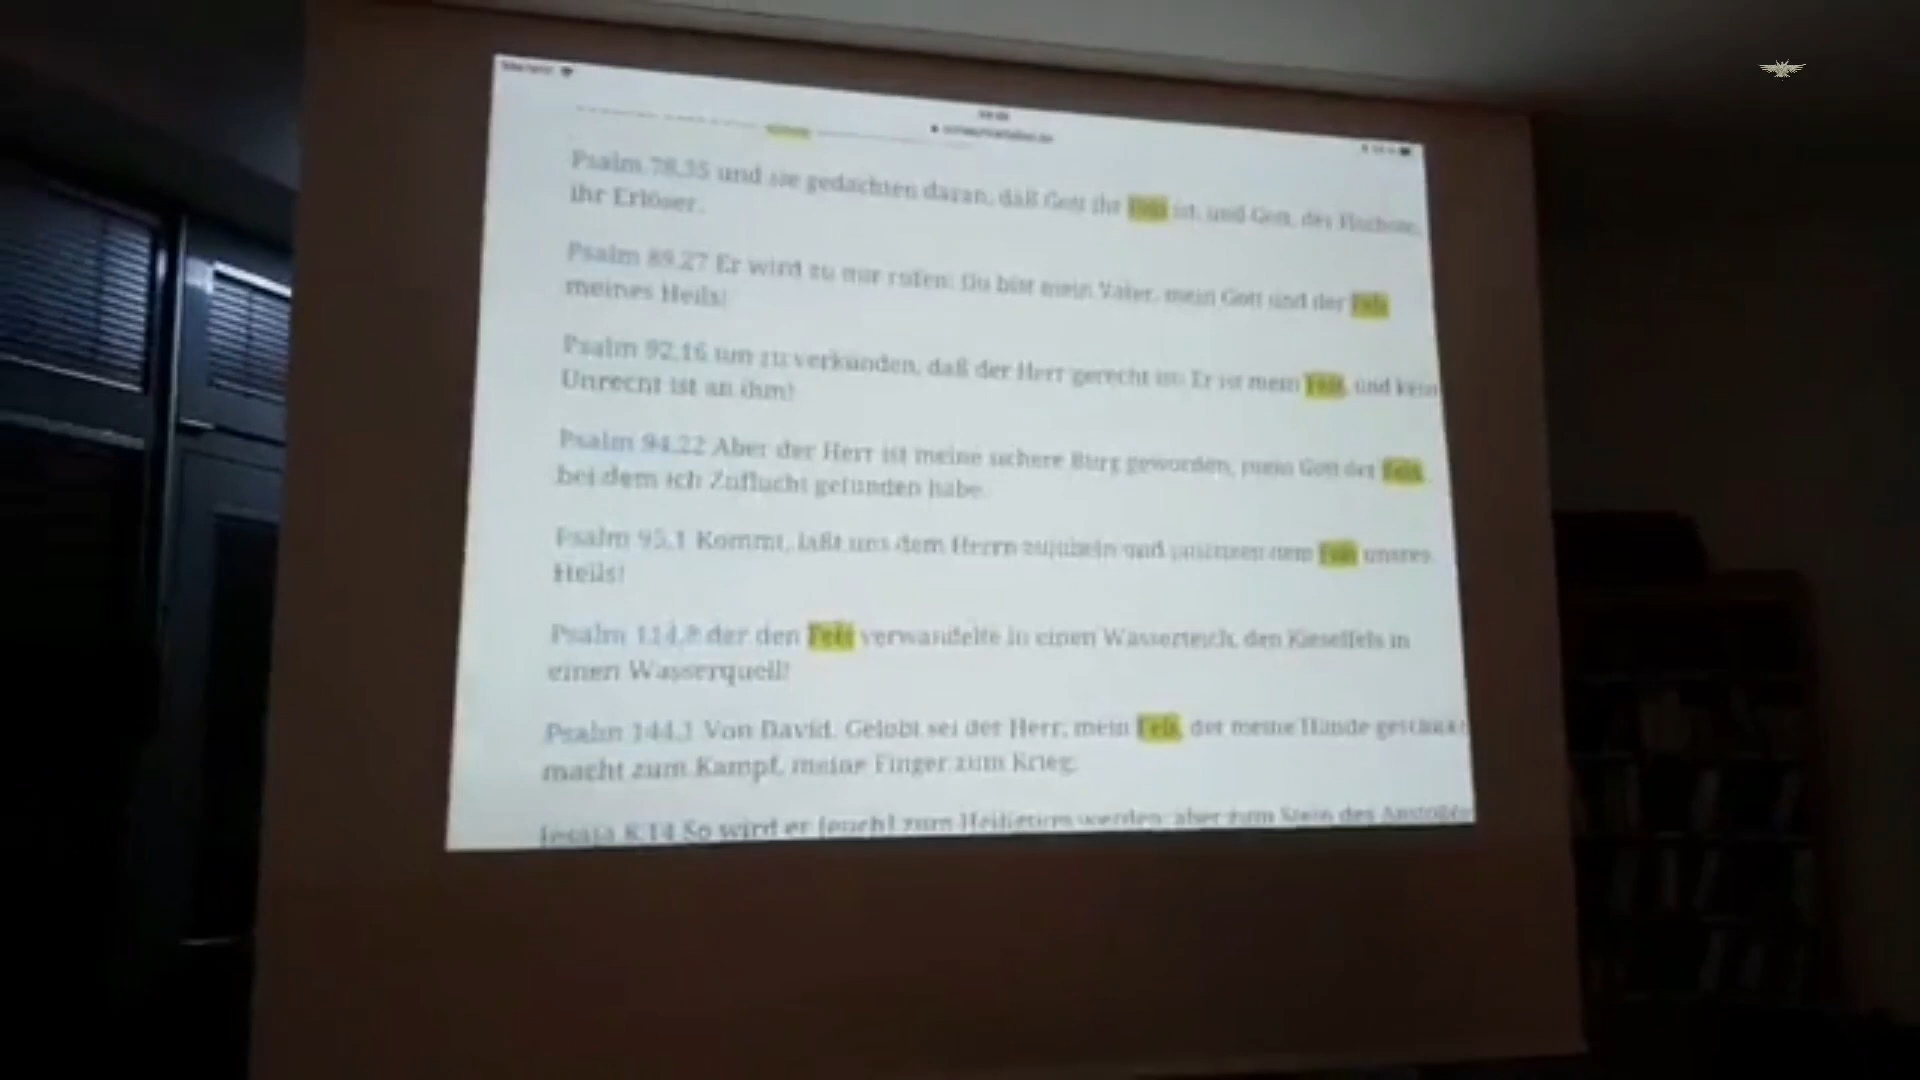 Psalm 78,35 und sie gedachten daran, daß Gott ihr Fels ist, und Gott, der Höchste,
ihr Erlöser.
Psalm 89,27 Er wird zu mir rufen: Du bist mein Vater, mein Gott und der Fels
meines Heils!
Psalm 92,16 um zu verkünden, daß der Herr gerecht ist: Er ist mein Fels, und kein
Unrecht ist an ihm!
Psalm 94,22 Aber der Herr ist meine sichere Burg geworden, mein Gott der Fels,
bei dem ich Zuflucht gefunden habe.
Psalm 95,1 Kommt, laßt uns dem Herrn zujubeln und jauchzen dem Fels unsres
Heils!
Psalm 114,8 der den Fels verwandelte in einen Wasserteich, den Kieselfels in
einen Wasserquell!
Psalm 144,1 Von David. Gelobt sei der Herr, mein Fels, der meine Hände geschickt
macht zum Kampf, meine Finger zum Krieg;
Jesaja 8,14 So wird er [euch] zum Heiligtum werden; aber zum Stein des Anstoßes